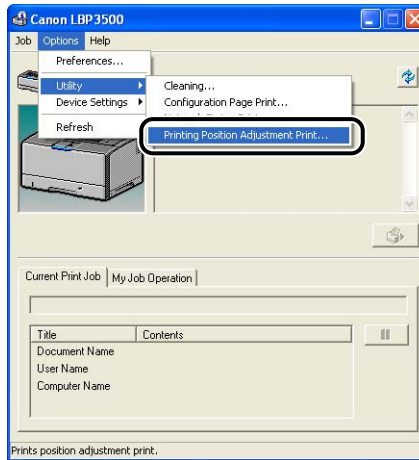 Canon LBP3500
Job Options Help
Preferences...
Utility
Cleaning...
Device Settings
Configuration Page Print...
Refresh
Printing Position Adjustment Print...
Current Print Job My Job Operation
Title Contents
Document Name
User Name
Computer Name
Prints position adjustment print.